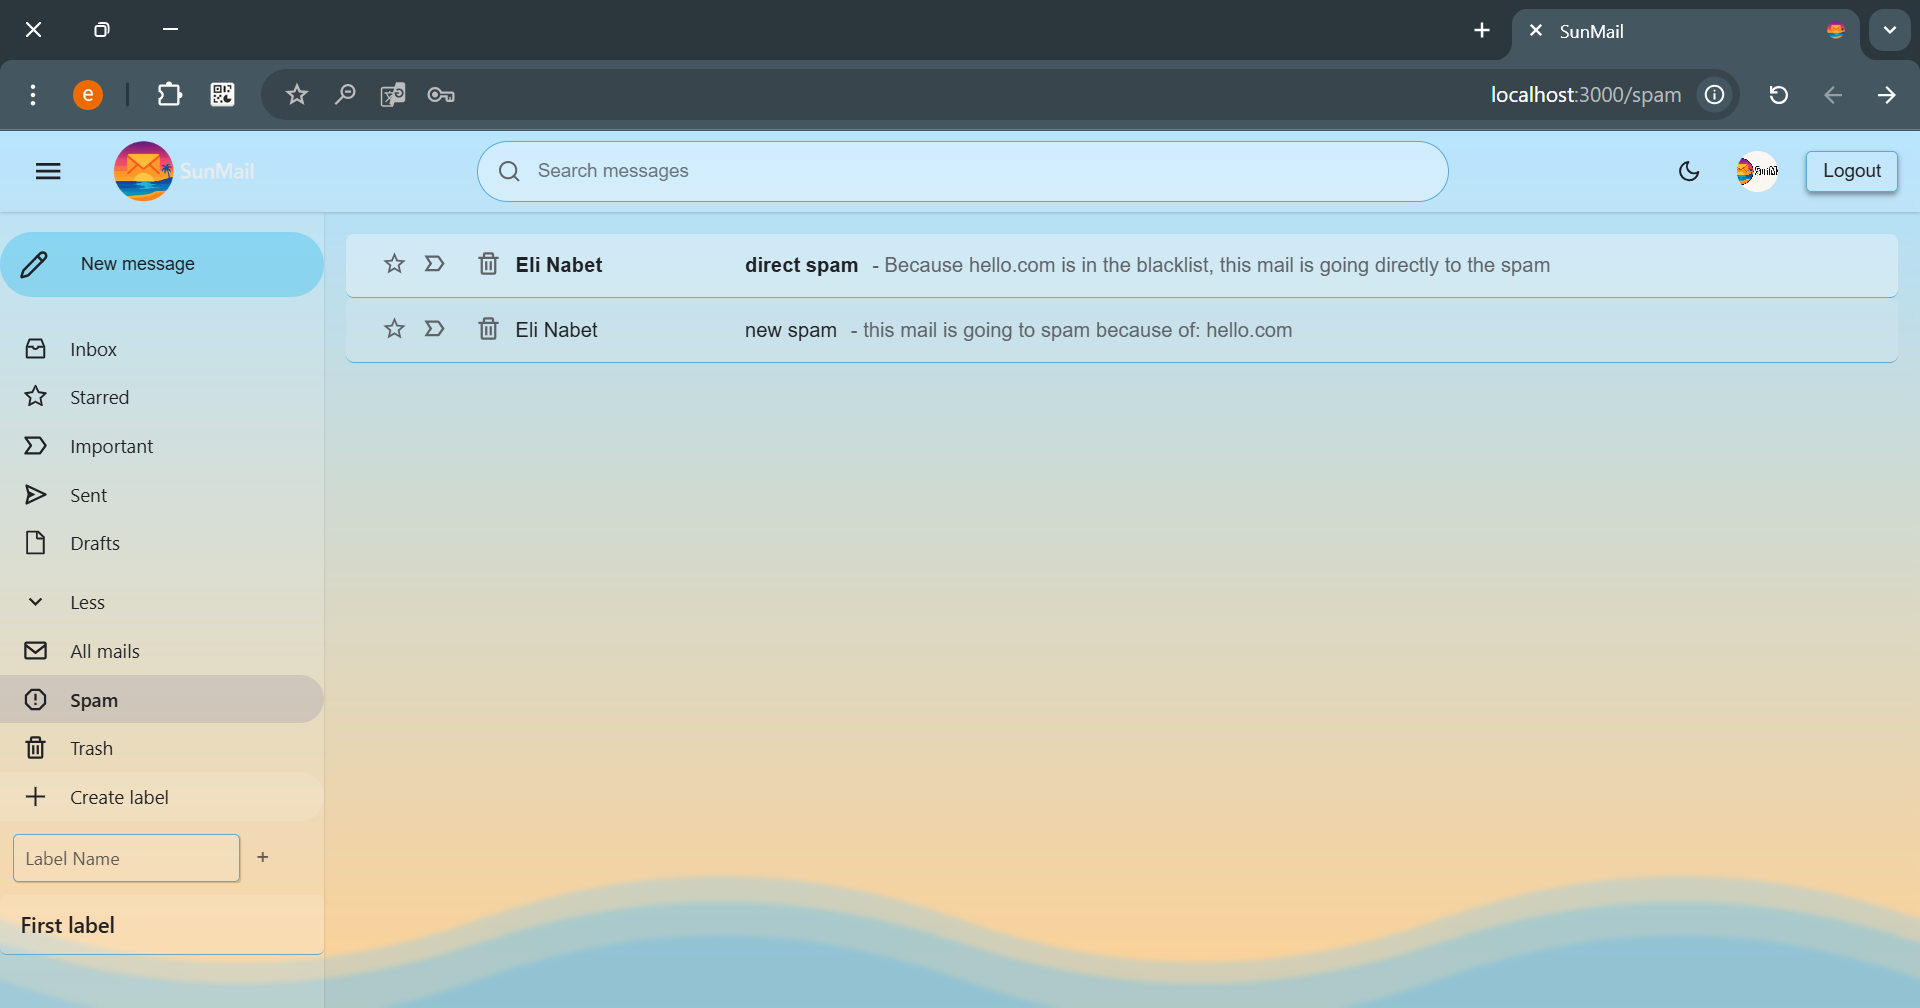 SunMail
e
localhost:3000/spam
SunMail
Search messages
Logout
New message
Inbox
Starred
Important
Sent
Drafts
Less
All mails
Spam
Trash
Create label
Label Name
+
First label
Eli Nabet direct spam - Because hello.com is in the blacklist, this mail is going directly to the spam
Eli Nabet new spam - this mail is going to spam because of: hello.com